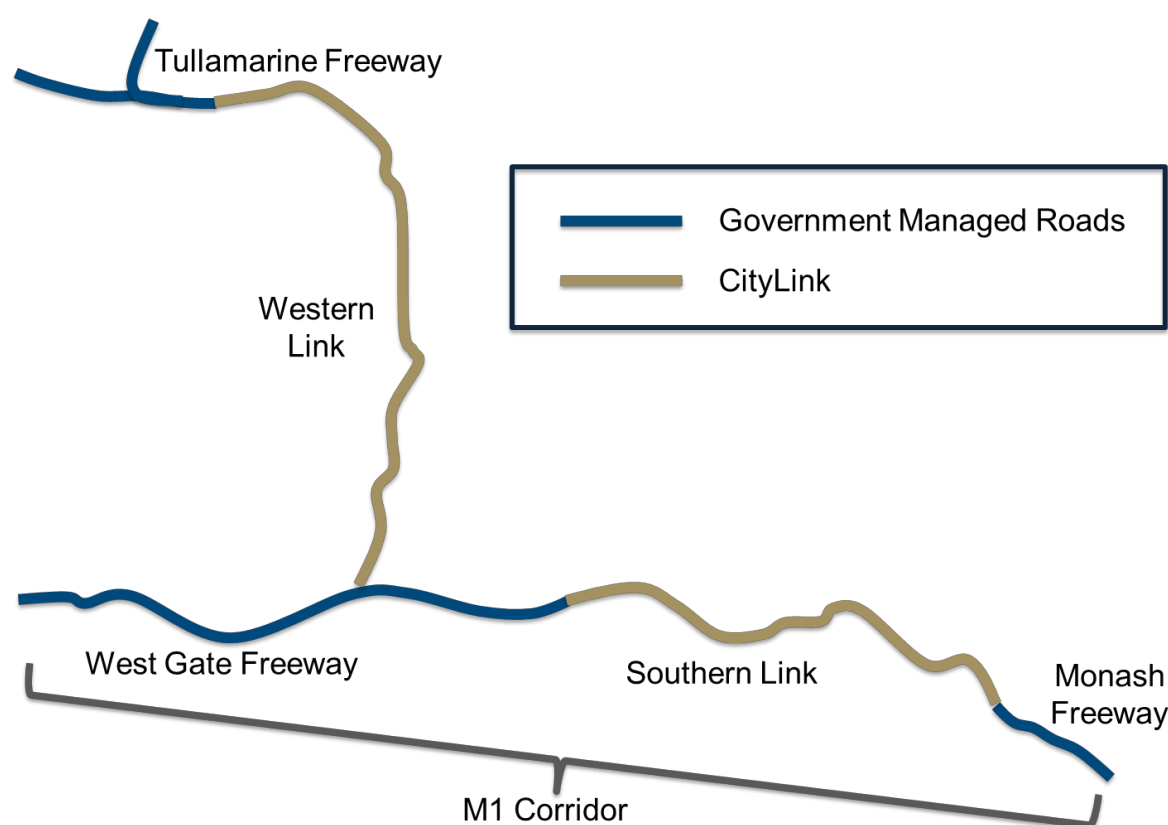 Tullamarine Freeway
Government Managed Roads
CityLink
Western
Link
West Gate Freeway
Southern Link
Monash
Freeway
M1 Corridor